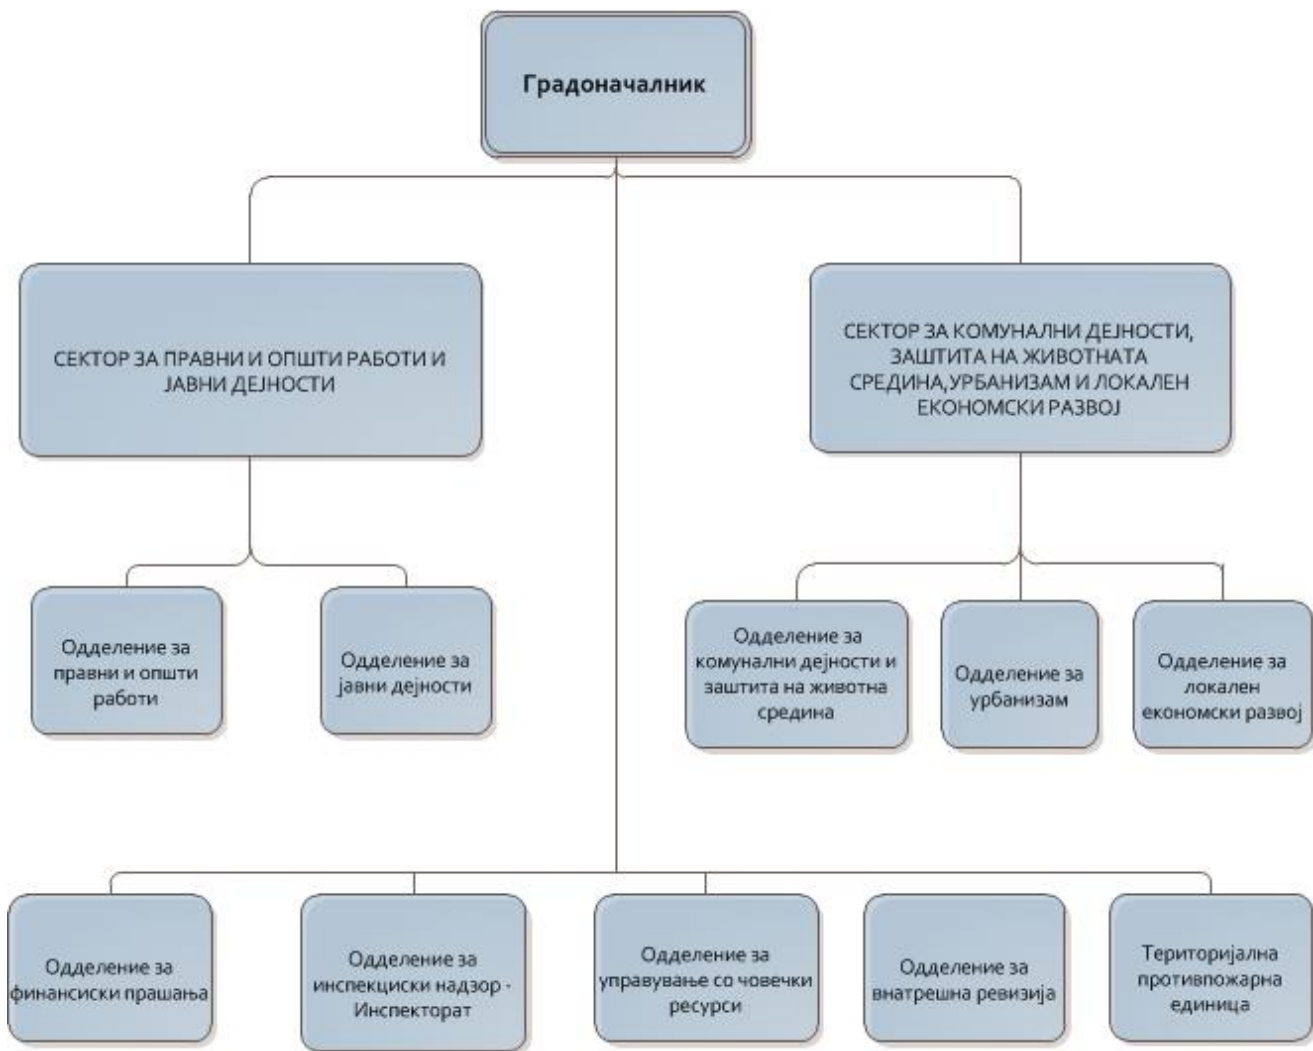 Градоначалник
СЕКТОР ЗА ПРАВНИ И ОПШТИ РАБОТИ И
ЈАВНИ ДЕЈНОСТИ
СЕКТОР ЗА КОМУНАЛНИ ДЕЈНОСТИ,
ЗАШТИТА НА ЖИВОТНАТА
СРЕДИНА,УРБАНИЗАМ И ЛОКАЛЕН
ЕКОНОМСКИ РАЗВОЈ
Одделение за
правни и општи
работи
Одделение за
јавни дејности
Одделение за
комунални дејности и
заштита на животна
средина
Одделение за
урбанизам
Одделение за
локален
економски развој
Одделение за
финансиски прашања
Одделение за
инспекциски надзор -
Инспекторат
Одделение за
управување со човечки
ресурси
Одделение за
внатрешна ревизија
Територијална
противпожарна
единица